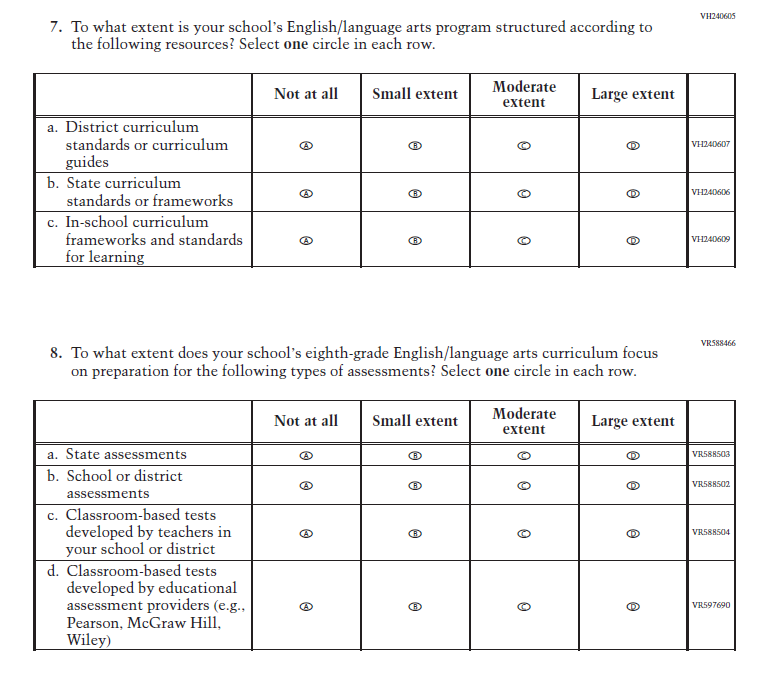 VH240605
7. To what extent is your school's English/language arts program structured according to
the following resources? Select one circle in each row.
Not at all Small extent Moderate extent Large extent
a. District curriculum
standards or curriculum
guides
A B C D VH240607
b. State curriculum
standards or frameworks
A B C D VH240606
c. In-school curriculum
frameworks and standards
for learning
A B C D VH240609
VR588466
8. To what extent does your school's eighth-grade English/language arts curriculum focus
on preparation for the following types of assessments? Select one circle in each row.
Not at all Small extent Moderate extent Large extent
a. State assessments A B C D VR588503
b. School or district
assessments
A B C D VR588502
c. Classroom-based tests
developed by teachers in
your school or district
A B C D VR588504
d. Classroom-based tests
developed by educational
assessment providers (e.g.,
Pearson, McGraw Hill,
Wiley)
A B C D VR597690